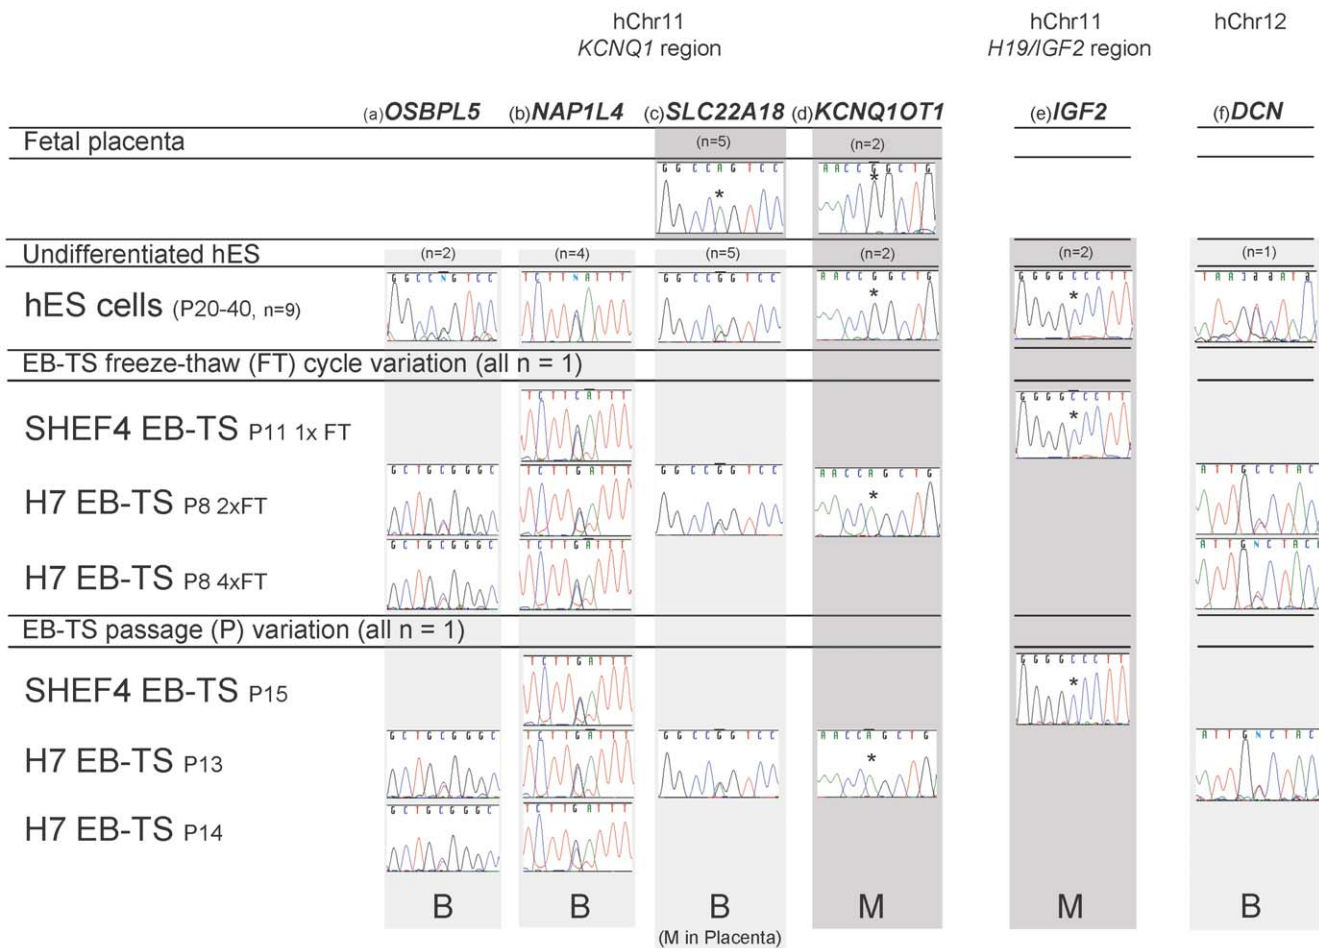 hChr11
KCNQ1 region
hChr11
H19/IGF2 region
hChr12
(a)OSBPL5 (b)NAP1L4 (c)SLC22A18 (d)KCNQ1OT1 (e)IGF2 (f)DCN
Fetal placenta (n=5) (n=2)
G G C C A G T C C A A C C G G C T G
* *
Undifferentiated hES (n=2) (n=4) (n=5) (n=2) (n=2) (n=1)
G G C C N G T C C T C T T N A T T T G G C C G G T C C A A C C G G C T G G G G G C C C T T
hES cells (P20-40, n=9) * *
EB-TS freeze-thaw (FT) cycle variation (all n = 1)
T C T T C A T T T G G G G C C C T T
SHEF4 EB-TS P11 1x FT *
G C T G C G G G C T C T T G A T T T G G C C G G T C C A A C C A G C T G A T T G C C T A C
H7 EB-TS P8 2xFT *
G C T G C G G G C T C T T G A T T T A T T G N C T A C
H7 EB-TS P8 4xFT
EB-TS passage (P) variation (all n = 1)
T C T T G A T T T G G G G C C C T T
SHEF4 EB-TS P15 *
G C T G C G G G C T C T T G A T T T G G C C G G T C C A A C C A G C T G A T T G N C T A C
H7 EB-TS P13 *
G C T G C G G G C T C T T G A T T T
H7 EB-TS P14
B B B M M B
(M in Placenta)